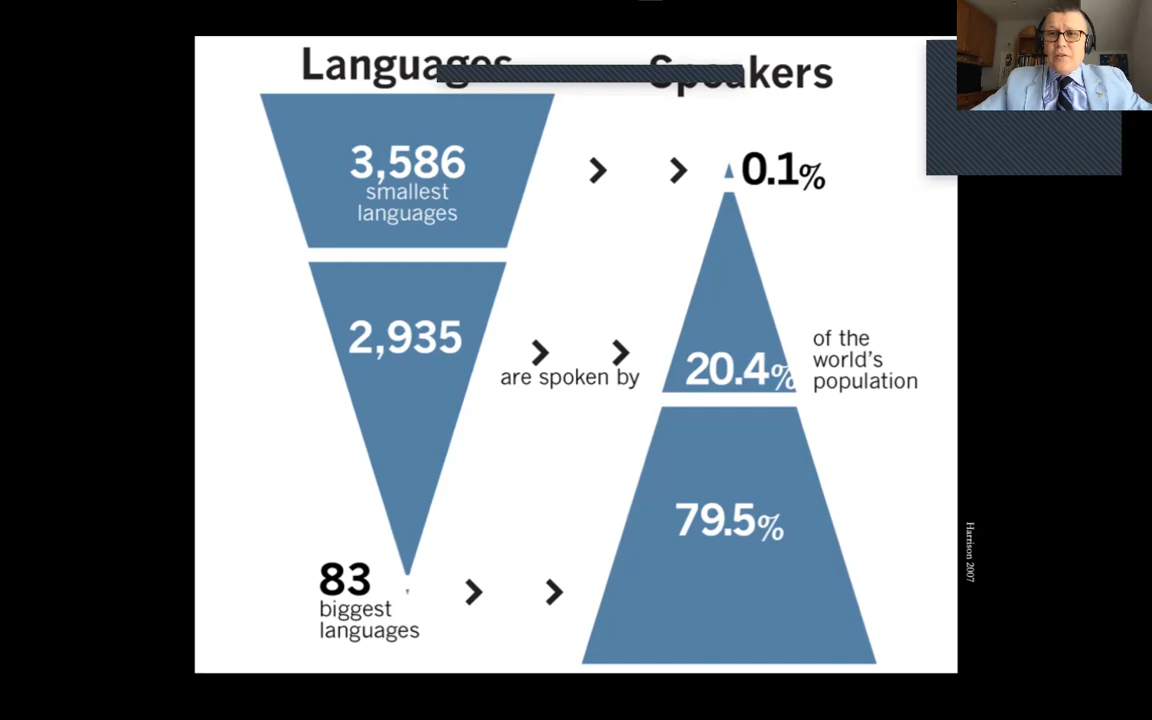 Languages
Speakers
3,586
smallest
languages
0.1%
2,935
are spoken by
20.4%
of the
world's
population
79.5%
83
biggest
languages
Harrison 2007